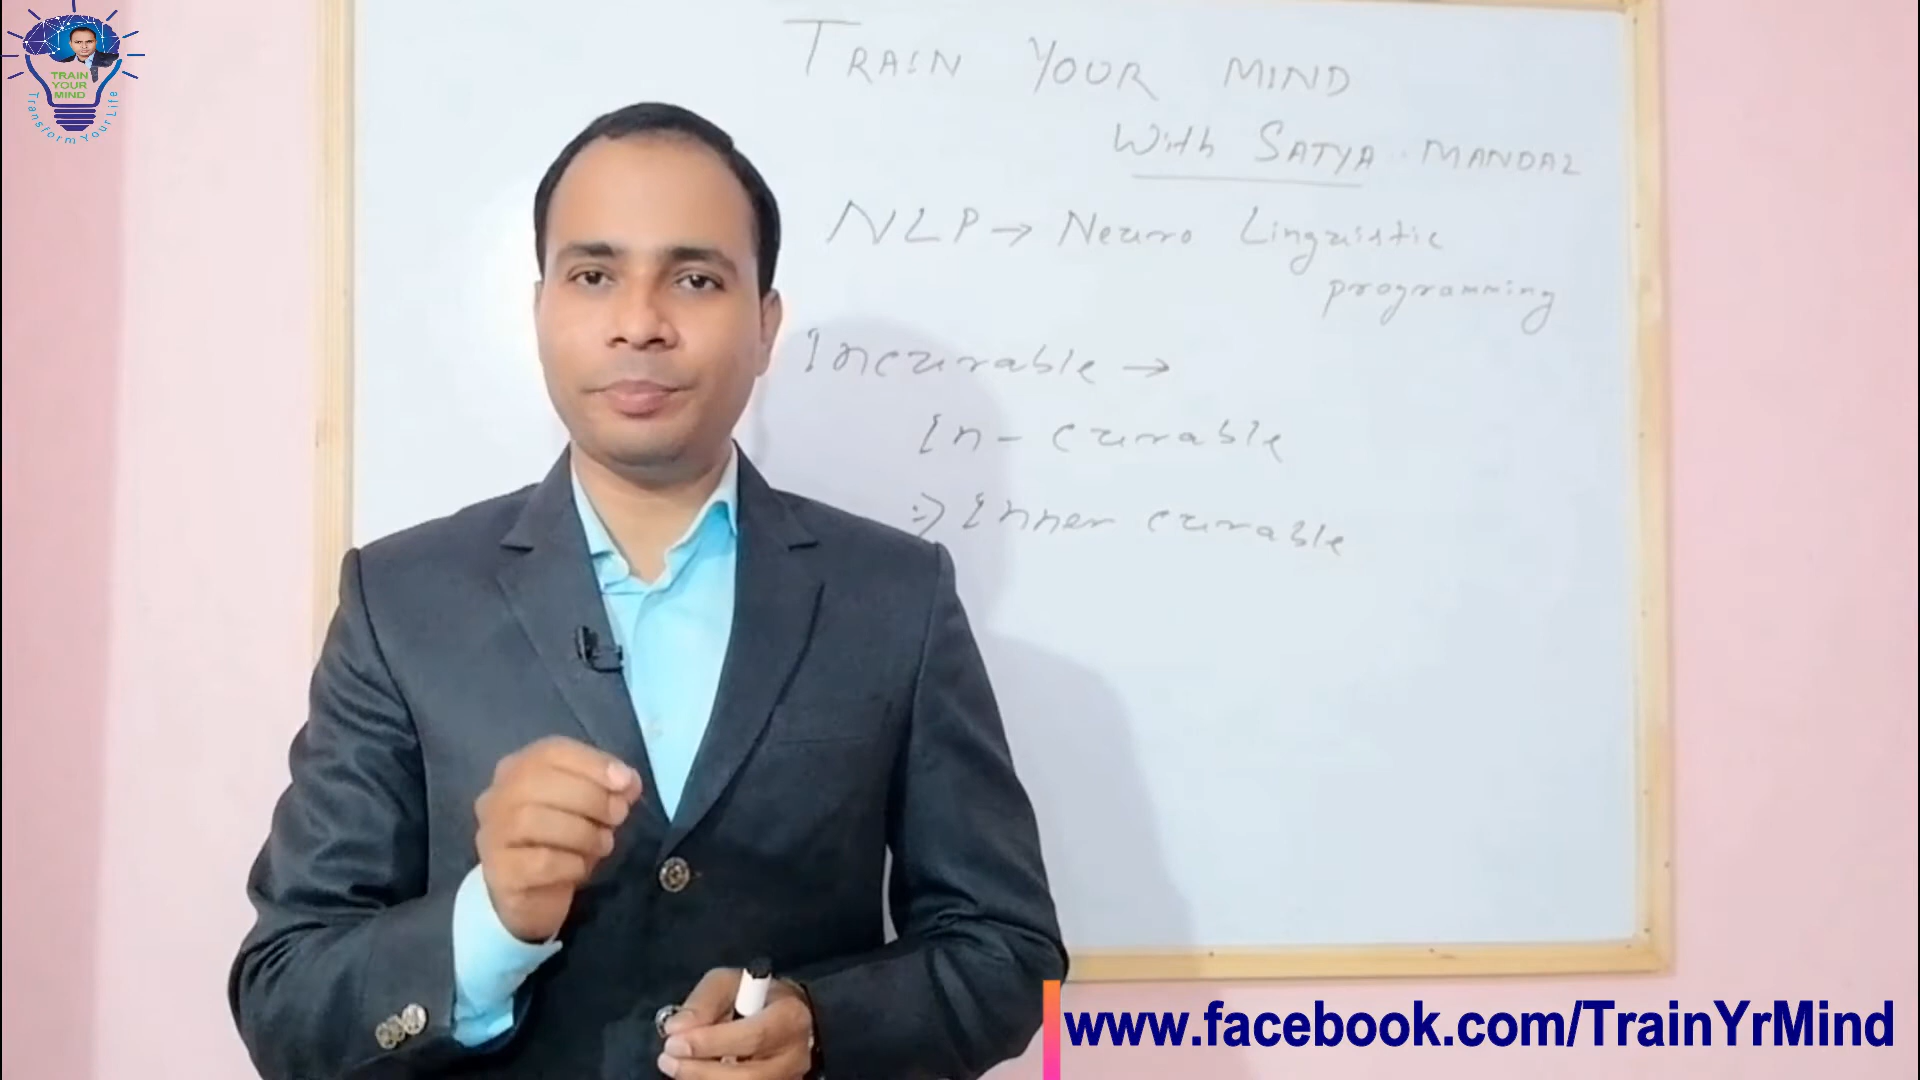 TRAIN
YOUR
MIND
Transform Your Life
TRAIN YOUR MIND
With SATYA MANDAL
NLP → Neuro Linguistic
programming
Incurable →
In - curable
⇒ Inner curable
www.facebook.com/TrainYrMind